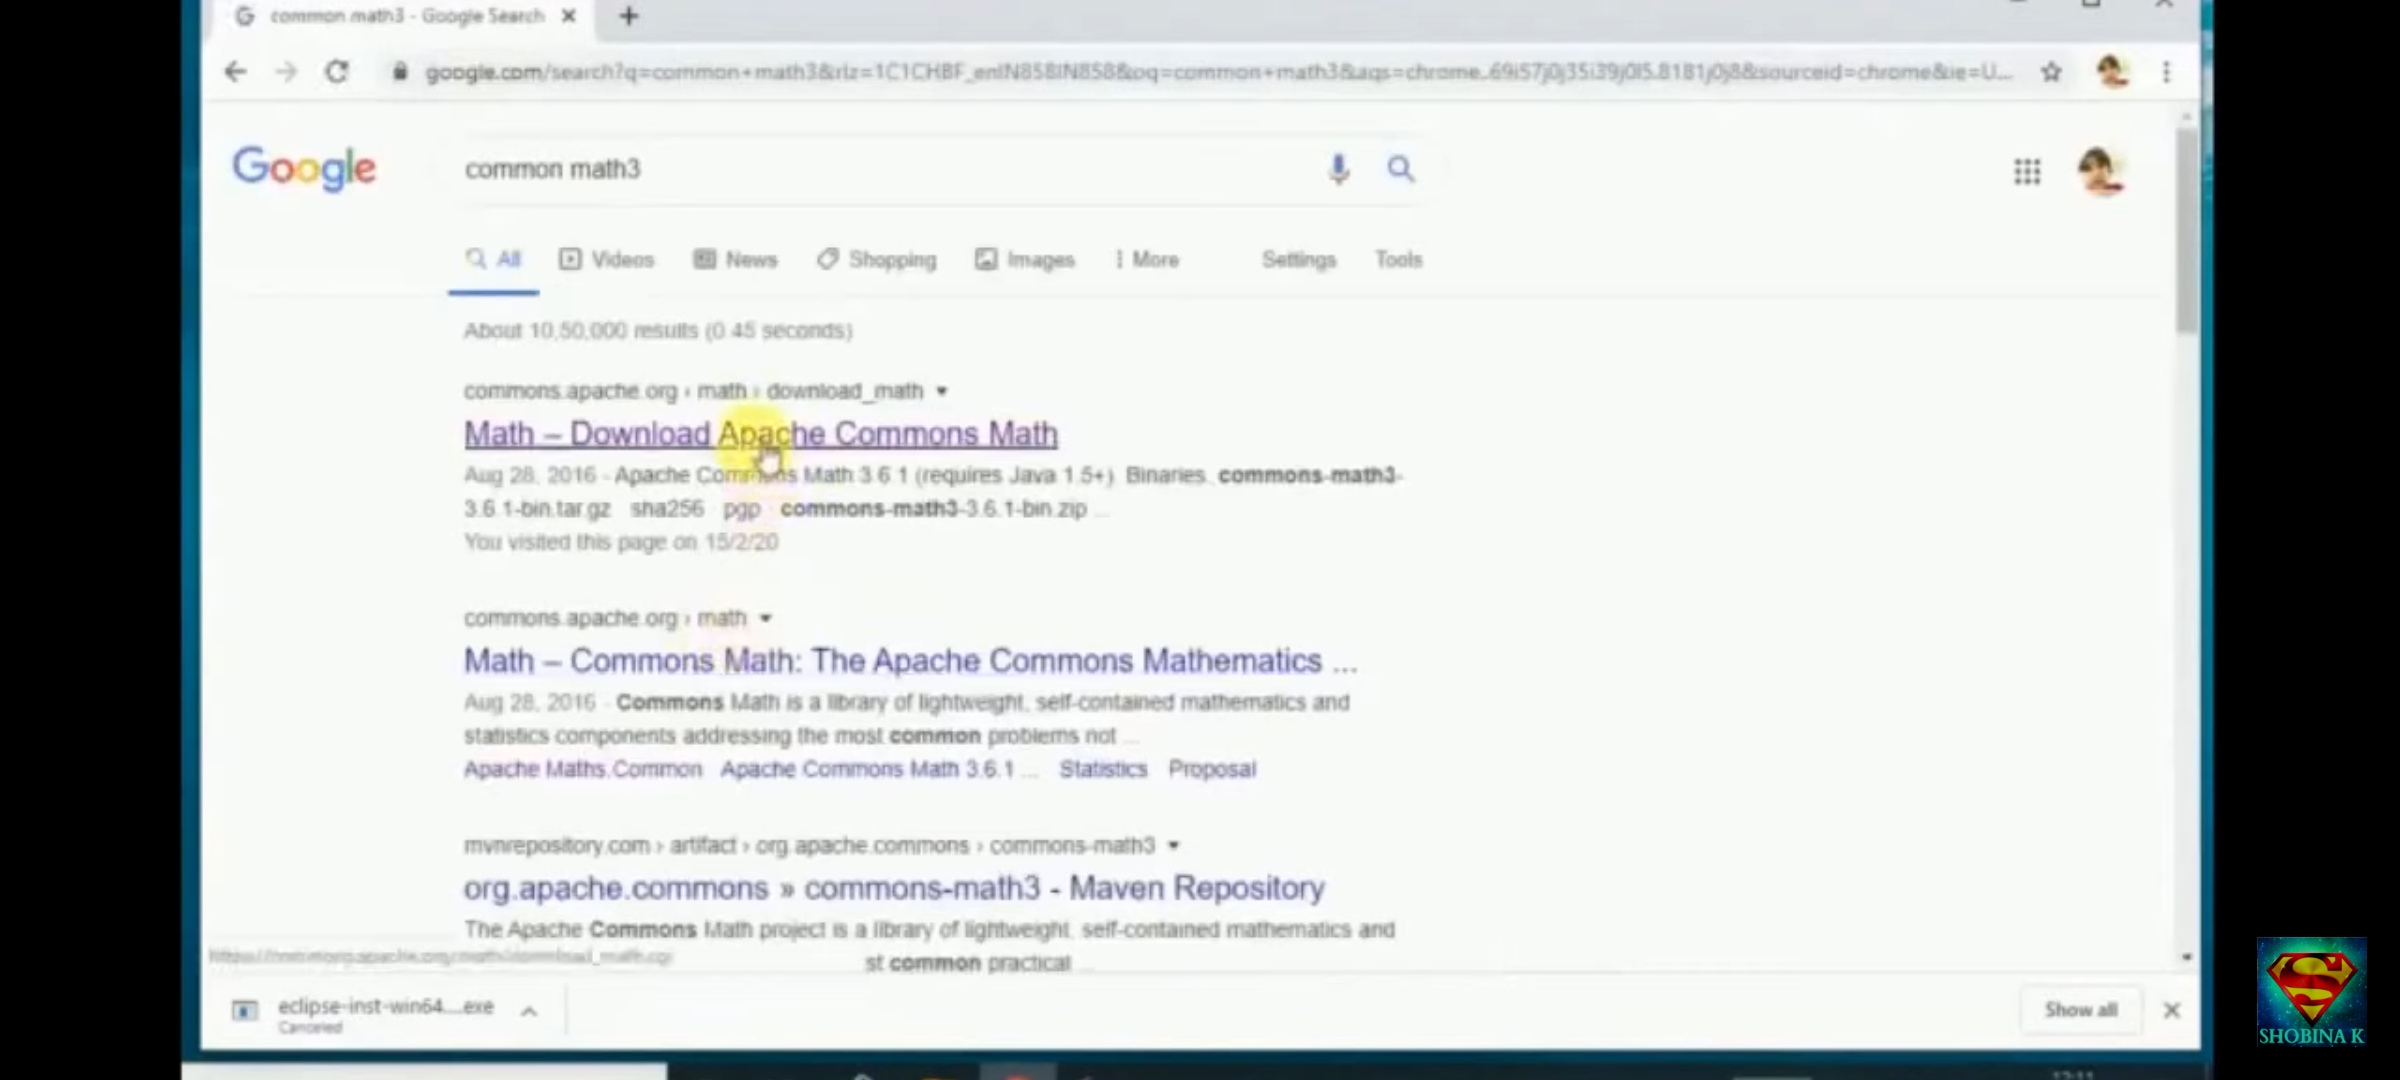 common math3 - Google Search
google.com/search?q=common+math3&rlz=1C1CHBF_enIN858IN858&oq=common+math3&aqs=chrome..69i57j0j35i39j0l5.8181j0j8&sourceid=chrome&ie=U...
Google
common math3
All Videos News Shopping Images More Settings Tools
About 10,50,000 results (0.45 seconds)
commons.apache.org › math › download_math
Math – Download Apache Commons Math
Aug 28, 2016 - Apache Commons Math 3.6.1 (requires Java 1.5+) Binaries. commons-math3-
3.6.1-bin.tar.gz sha256 pgp commons-math3-3.6.1-bin.zip ...
You visited this page on 15/2/20
commons.apache.org › math
Math – Commons Math: The Apache Commons Mathematics ...
Aug 28, 2016 - Commons Math is a library of lightweight, self-contained mathematics and
statistics components addressing the most common problems not ...
Apache Maths.Common Apache Commons Math 3.6.1 ... Statistics Proposal
mvnrepository.com › artifact › org.apache.commons › commons-math3
org.apache.commons » commons-math3 - Maven Repository
The Apache Commons Math project is a library of lightweight, self-contained mathematics and
st common practical ...
eclipse-inst-win64....exe
Canceled
Show all
SHOBINA K